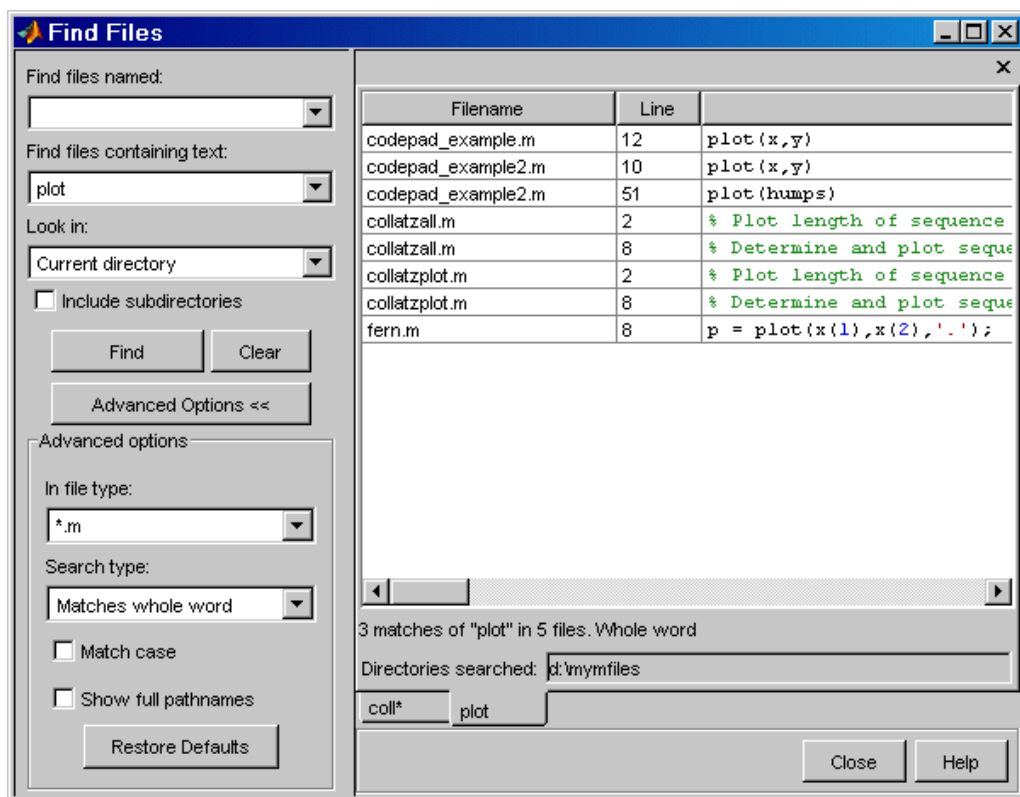 Find Files
Find files named:
Find files containing text:
plot
Look in:
Current directory
Include subdirectories
Find
Clear
Advanced Options <<
Advanced options
In file type:
*.m
Search type:
Matches whole word
Match case
Show full pathnames
Restore Defaults
Filename Line
codepad_example.m 12 plot(x,y)
codepad_example2.m 10 plot(x,y)
codepad_example2.m 51 plot(humps)
collatzall.m 2 % Plot length of sequence
collatzall.m 8 % Determine and plot seque
collatzplot.m 2 % Plot length of sequence
collatzplot.m 8 % Determine and plot seque
fern.m 8 p = plot(x(1),x(2),'.');
3 matches of "plot" in 5 files. Whole word
Directories searched: d:\mymfiles
coll* plot
Close
Help